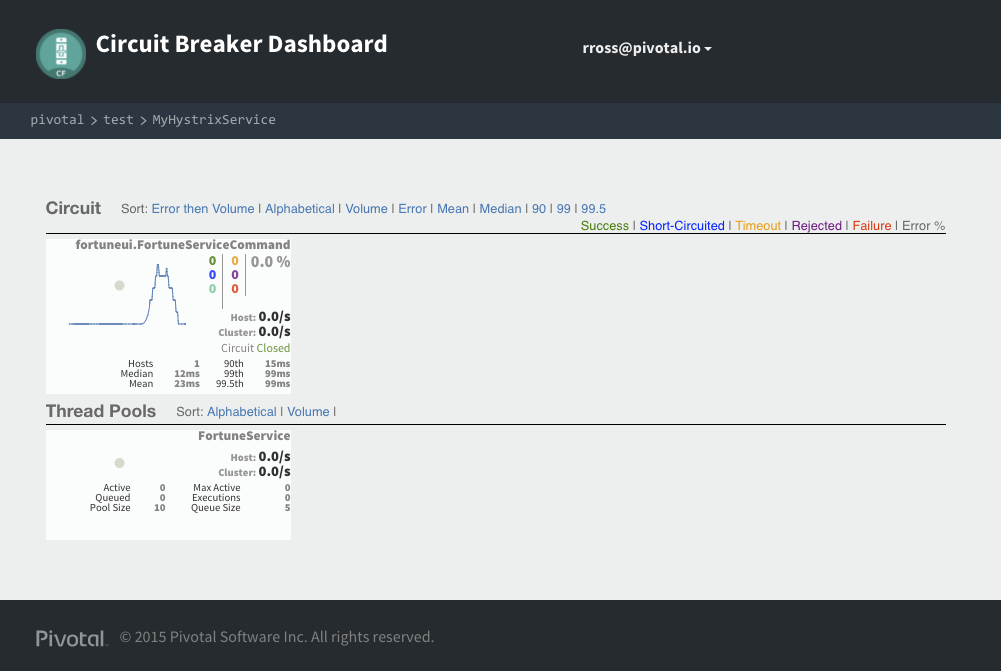 Circuit Breaker Dashboard
rross@pivotal.io
CF
pivotal > test > MyHystrixService
Circuit Sort: Error then Volume | Alphabetical | Volume | Error | Mean | Median | 90 | 99 | 99.5
Success | Short-Circuited | Timeout | Rejected | Failure | Error %
fortuneui.FortuneServiceCommand
0 0 0.0 %
0 0
0 0
Host: 0.0/s
Cluster: 0.0/s
Circuit Closed
Hosts 1 90th 15ms
Median 12ms 99th 99ms
Mean 23ms 99.5th 99ms
Thread Pools Sort: Alphabetical | Volume |
FortuneService
Host: 0.0/s
Cluster: 0.0/s
Active 0 Max Active 0
Queued 0 Executions 0
Pool Size 10 Queue Size 5
Pivotal © 2015 Pivotal Software Inc. All rights reserved.